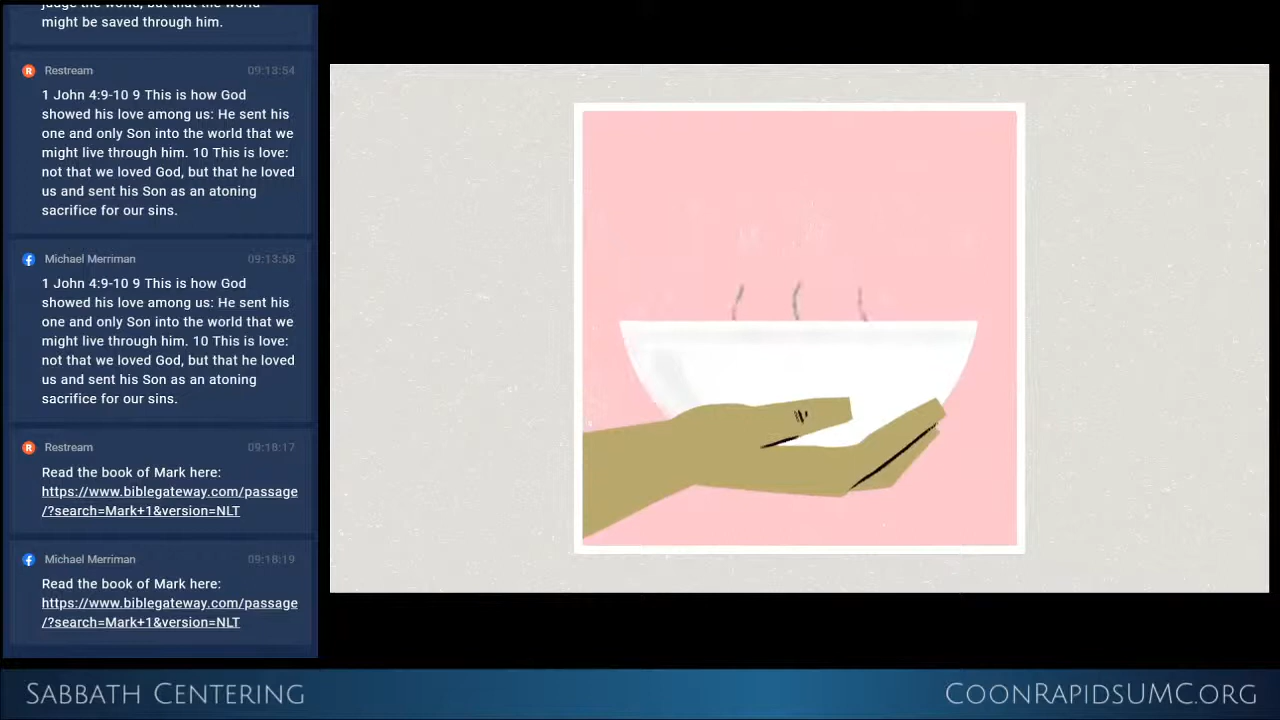 judge the world, but that the world
might be saved through him.
Restream 09:13:54
1 John 4:9-10 9 This is how God
showed his love among us: He sent his
one and only Son into the world that we
might live through him. 10 This is love:
not that we loved God, but that he loved
us and sent his Son as an atoning
sacrifice for our sins.
Michael Merriman 09:13:58
1 John 4:9-10 9 This is how God
showed his love among us: He sent his
one and only Son into the world that we
might live through him. 10 This is love:
not that we loved God, but that he loved
us and sent his Son as an atoning
sacrifice for our sins.
Restream 09:18:17
Read the book of Mark here:
https://www.biblegateway.com/passage
/?search=Mark+1&version=NLT
Michael Merriman 09:18:19
Read the book of Mark here:
https://www.biblegateway.com/passage
/?search=Mark+1&version=NLT
Sabbath Centering
CoonRapidsUMC.org